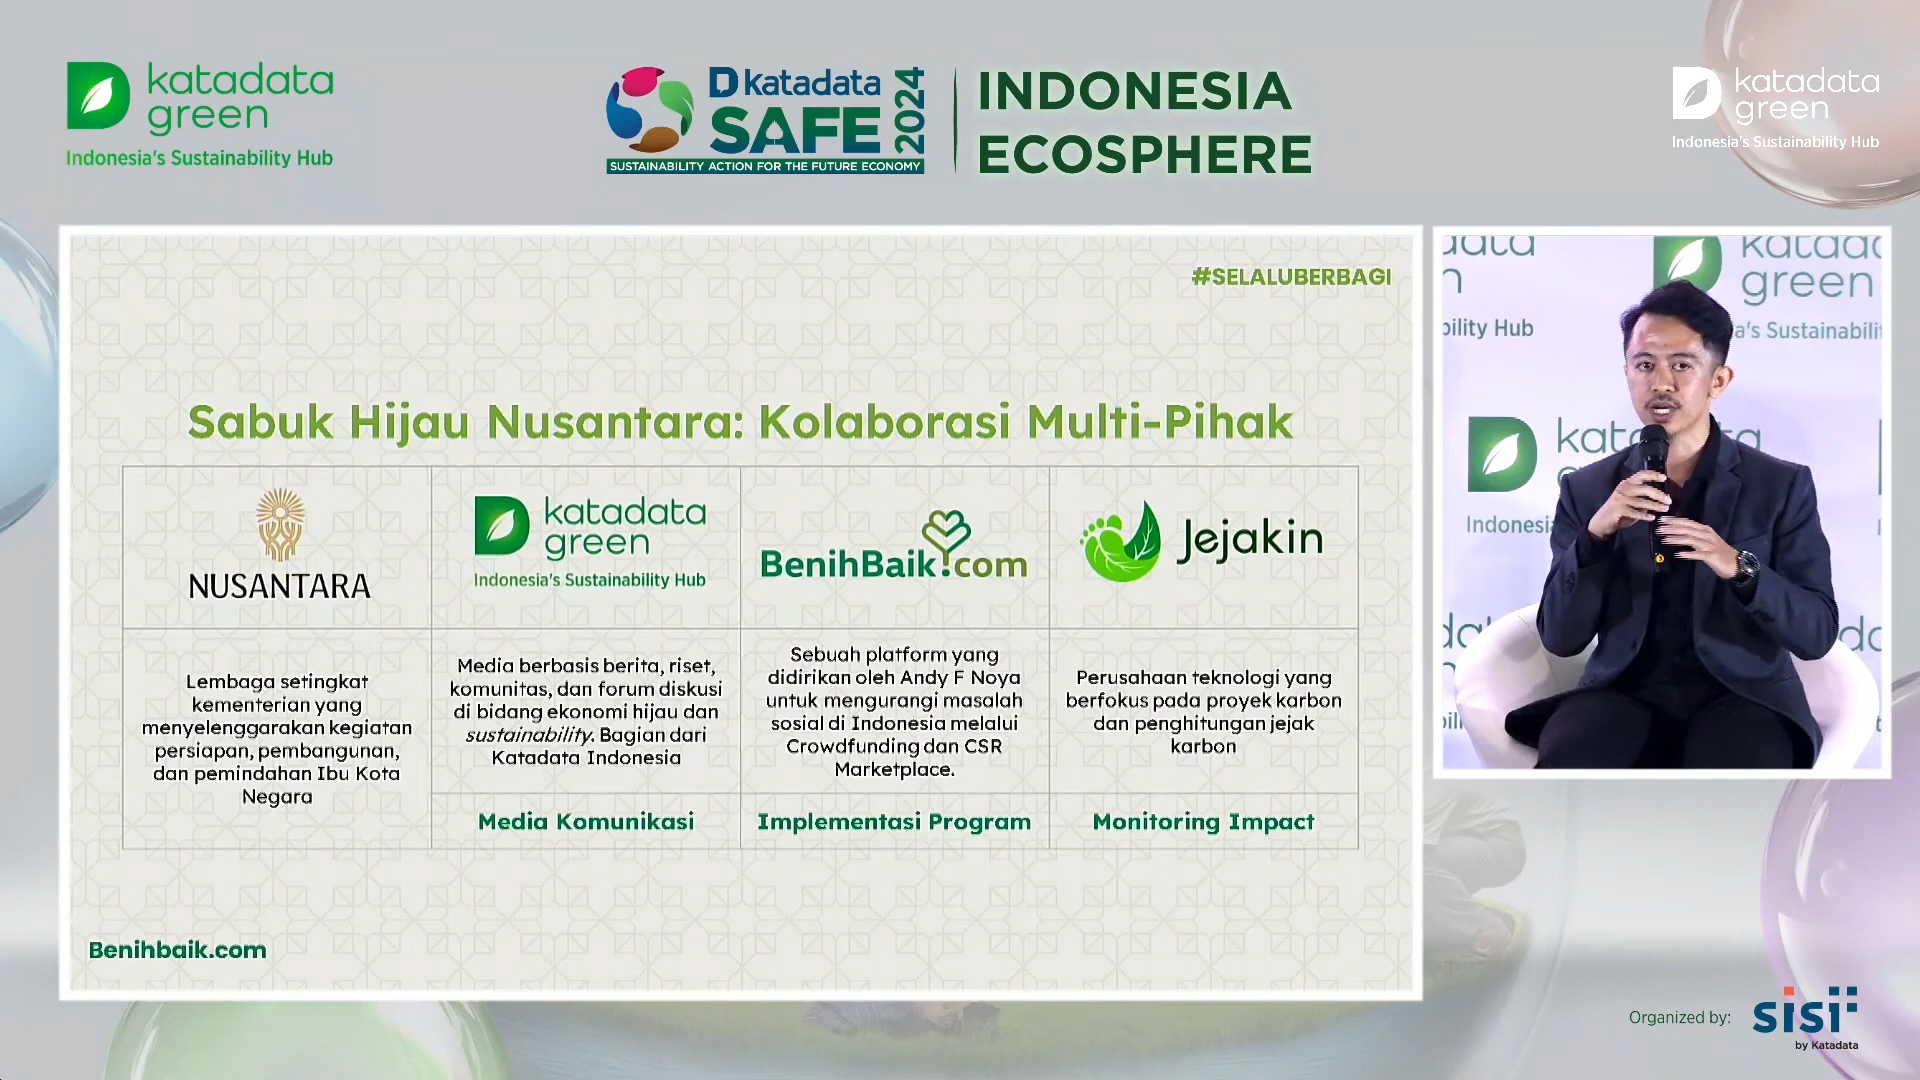 katadata
green
Indonesia's Sustainability Hub
katadata
SAFE
2024
SUSTAINABILITY ACTION FOR THE FUTURE ECONOMY
INDONESIA
ECOSPHERE
katadata
green
Indonesia's Sustainability Hub
#SELALUBERBAGI
Sabuk Hijau Nusantara: Kolaborasi Multi-Pihak
NUSANTARA
katadata
green
Indonesia's Sustainability Hub
BenihBaik.com
Jejakin
Lembaga setingkat
kementerian yang
menyelenggarakan kegiatan
persiapan, pembangunan,
dan pemindahan Ibu Kota
Negara
Media berbasis berita, riset,
komunitas, dan forum diskusi
di bidang ekonomi hijau dan
sustainability. Bagian dari
Katadata Indonesia
Sebuah platform yang
didirikan oleh Andy F Noya
untuk mengurangi masalah
sosial di Indonesia melalui
Crowdfunding dan CSR
Marketplace.
Perusahaan teknologi yang
berfokus pada proyek karbon
dan penghitungan jejak
karbon
Media Komunikasi
Implementasi Program
Monitoring Impact
Benihbaik.com
green
Hub
Organized by:
sisi
by Katadata